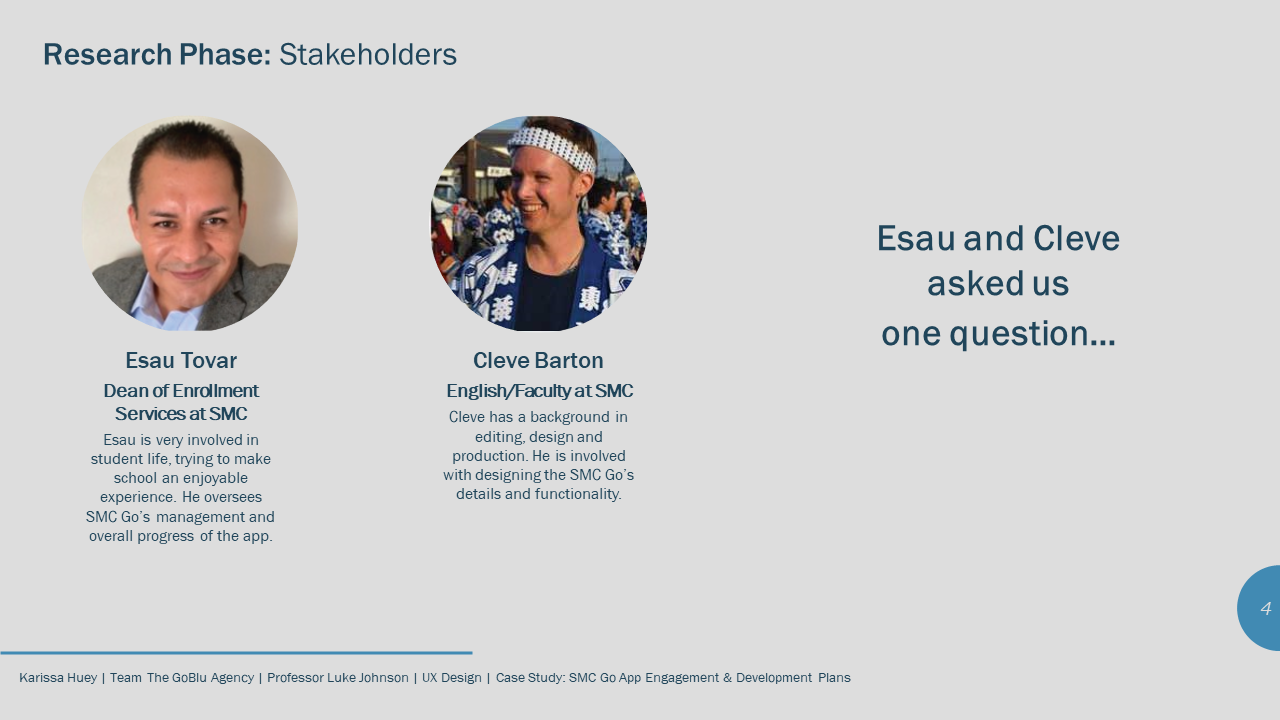 Research Phase: Stakeholders
Esau Tovar
Dean of Enrollment
Services at SMC
Esau is very involved in
student life, trying to make
school an enjoyable
experience. He oversees
SMC Go’s management and
overall progress of the app.
Cleve Barton
English/Faculty at SMC
Cleve has a background in
editing, design and
production. He is involved
with designing the SMC Go’s
details and functionality.
Esau and Cleve
asked us
one question...
4
Karissa Huey | Team The GoBlu Agency | Professor Luke Johnson | UX Design | Case Study: SMC Go App Engagement & Development Plans